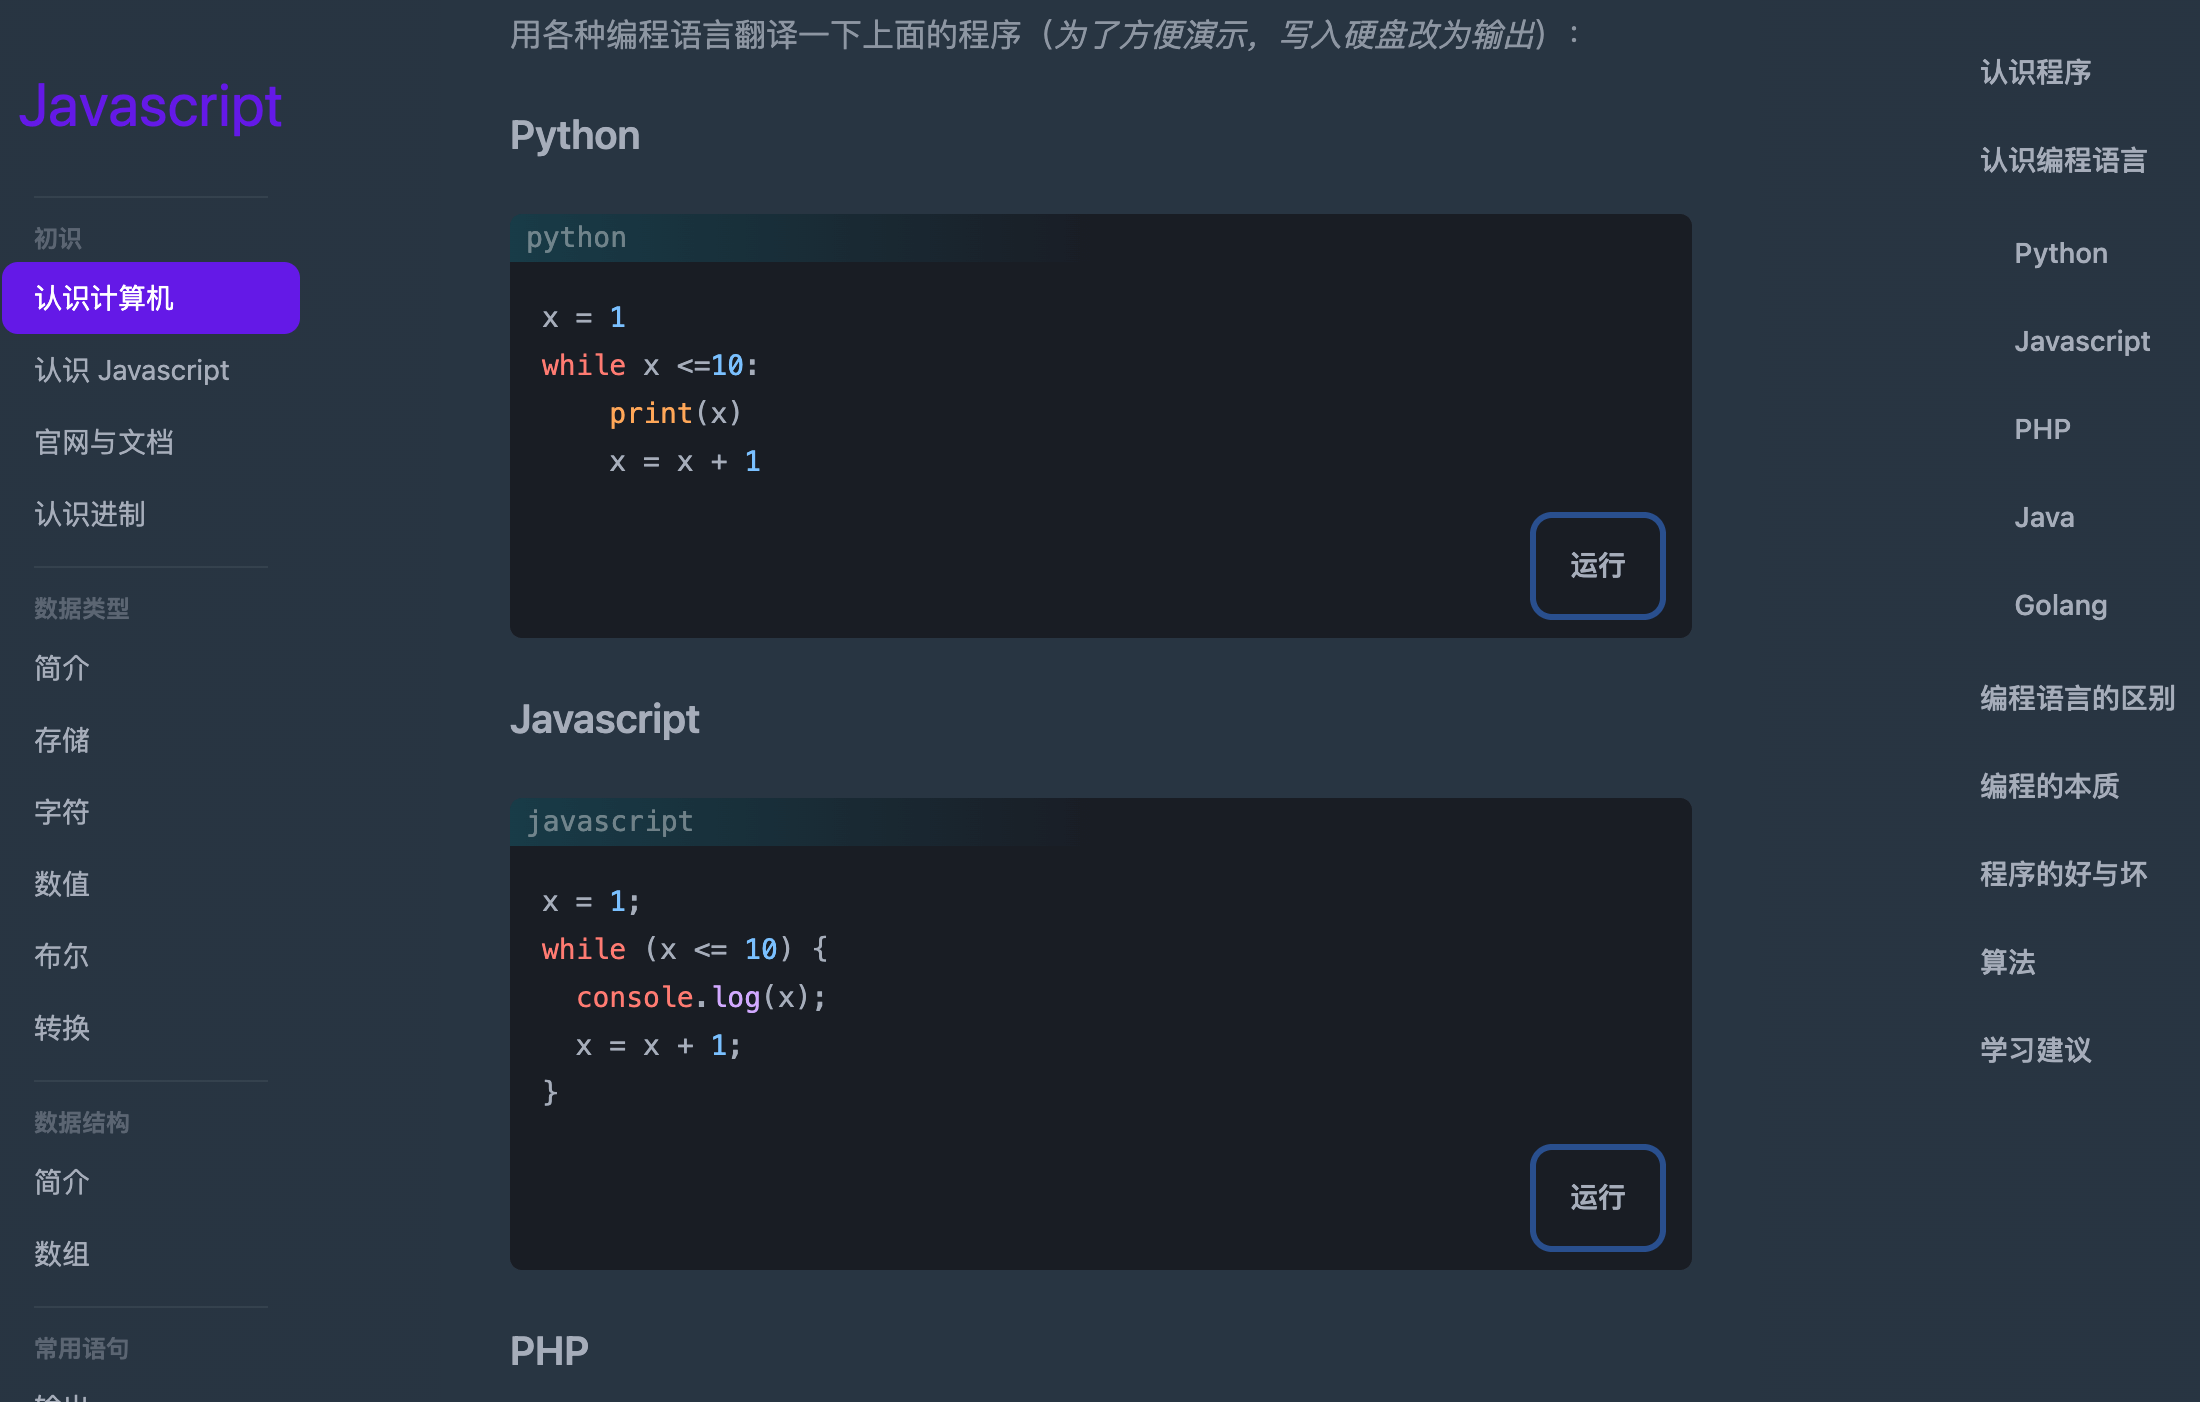 Javascript
初识
认识计算机
认识 Javascript
官网与文档
认识进制
数据类型
简介
存储
字符
数值
布尔
转换
数据结构
简介
数组
常用语句
输出
用各种编程语言翻译一下上面的程序（为了方便演示，写入硬盘改为输出）：
Python
python
x = 1
while x <=10:
    print(x)
    x = x + 1
运行
Javascript
javascript
x = 1;
while (x <= 10) {
  console.log(x);
  x = x + 1;
}
运行
PHP
认识程序
认识编程语言
Python
Javascript
PHP
Java
Golang
编程语言的区别
编程的本质
程序的好与坏
算法
学习建议